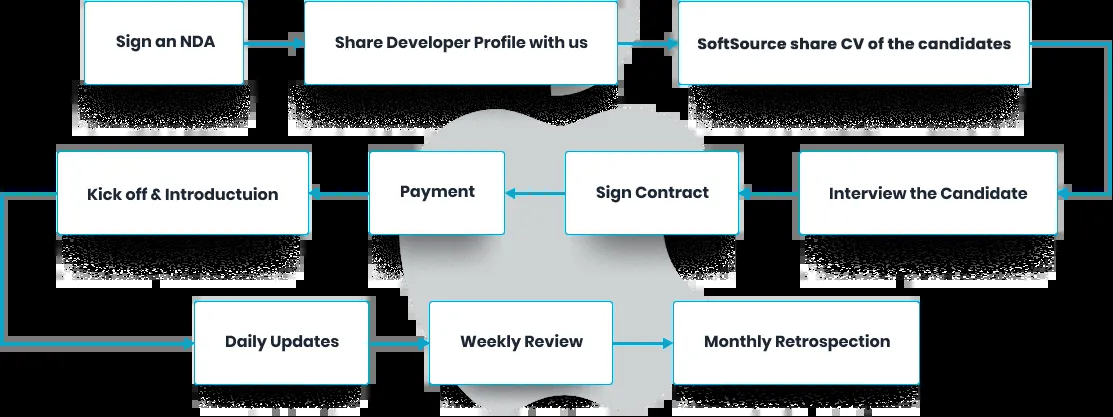 Sign an NDA
Share Developer Profile with us
SoftSource share CV of the candidates
Interview the Candidate
Sign Contract
Payment
Kick off & Introductuion
Daily Updates
Weekly Review
Monthly Retrospection